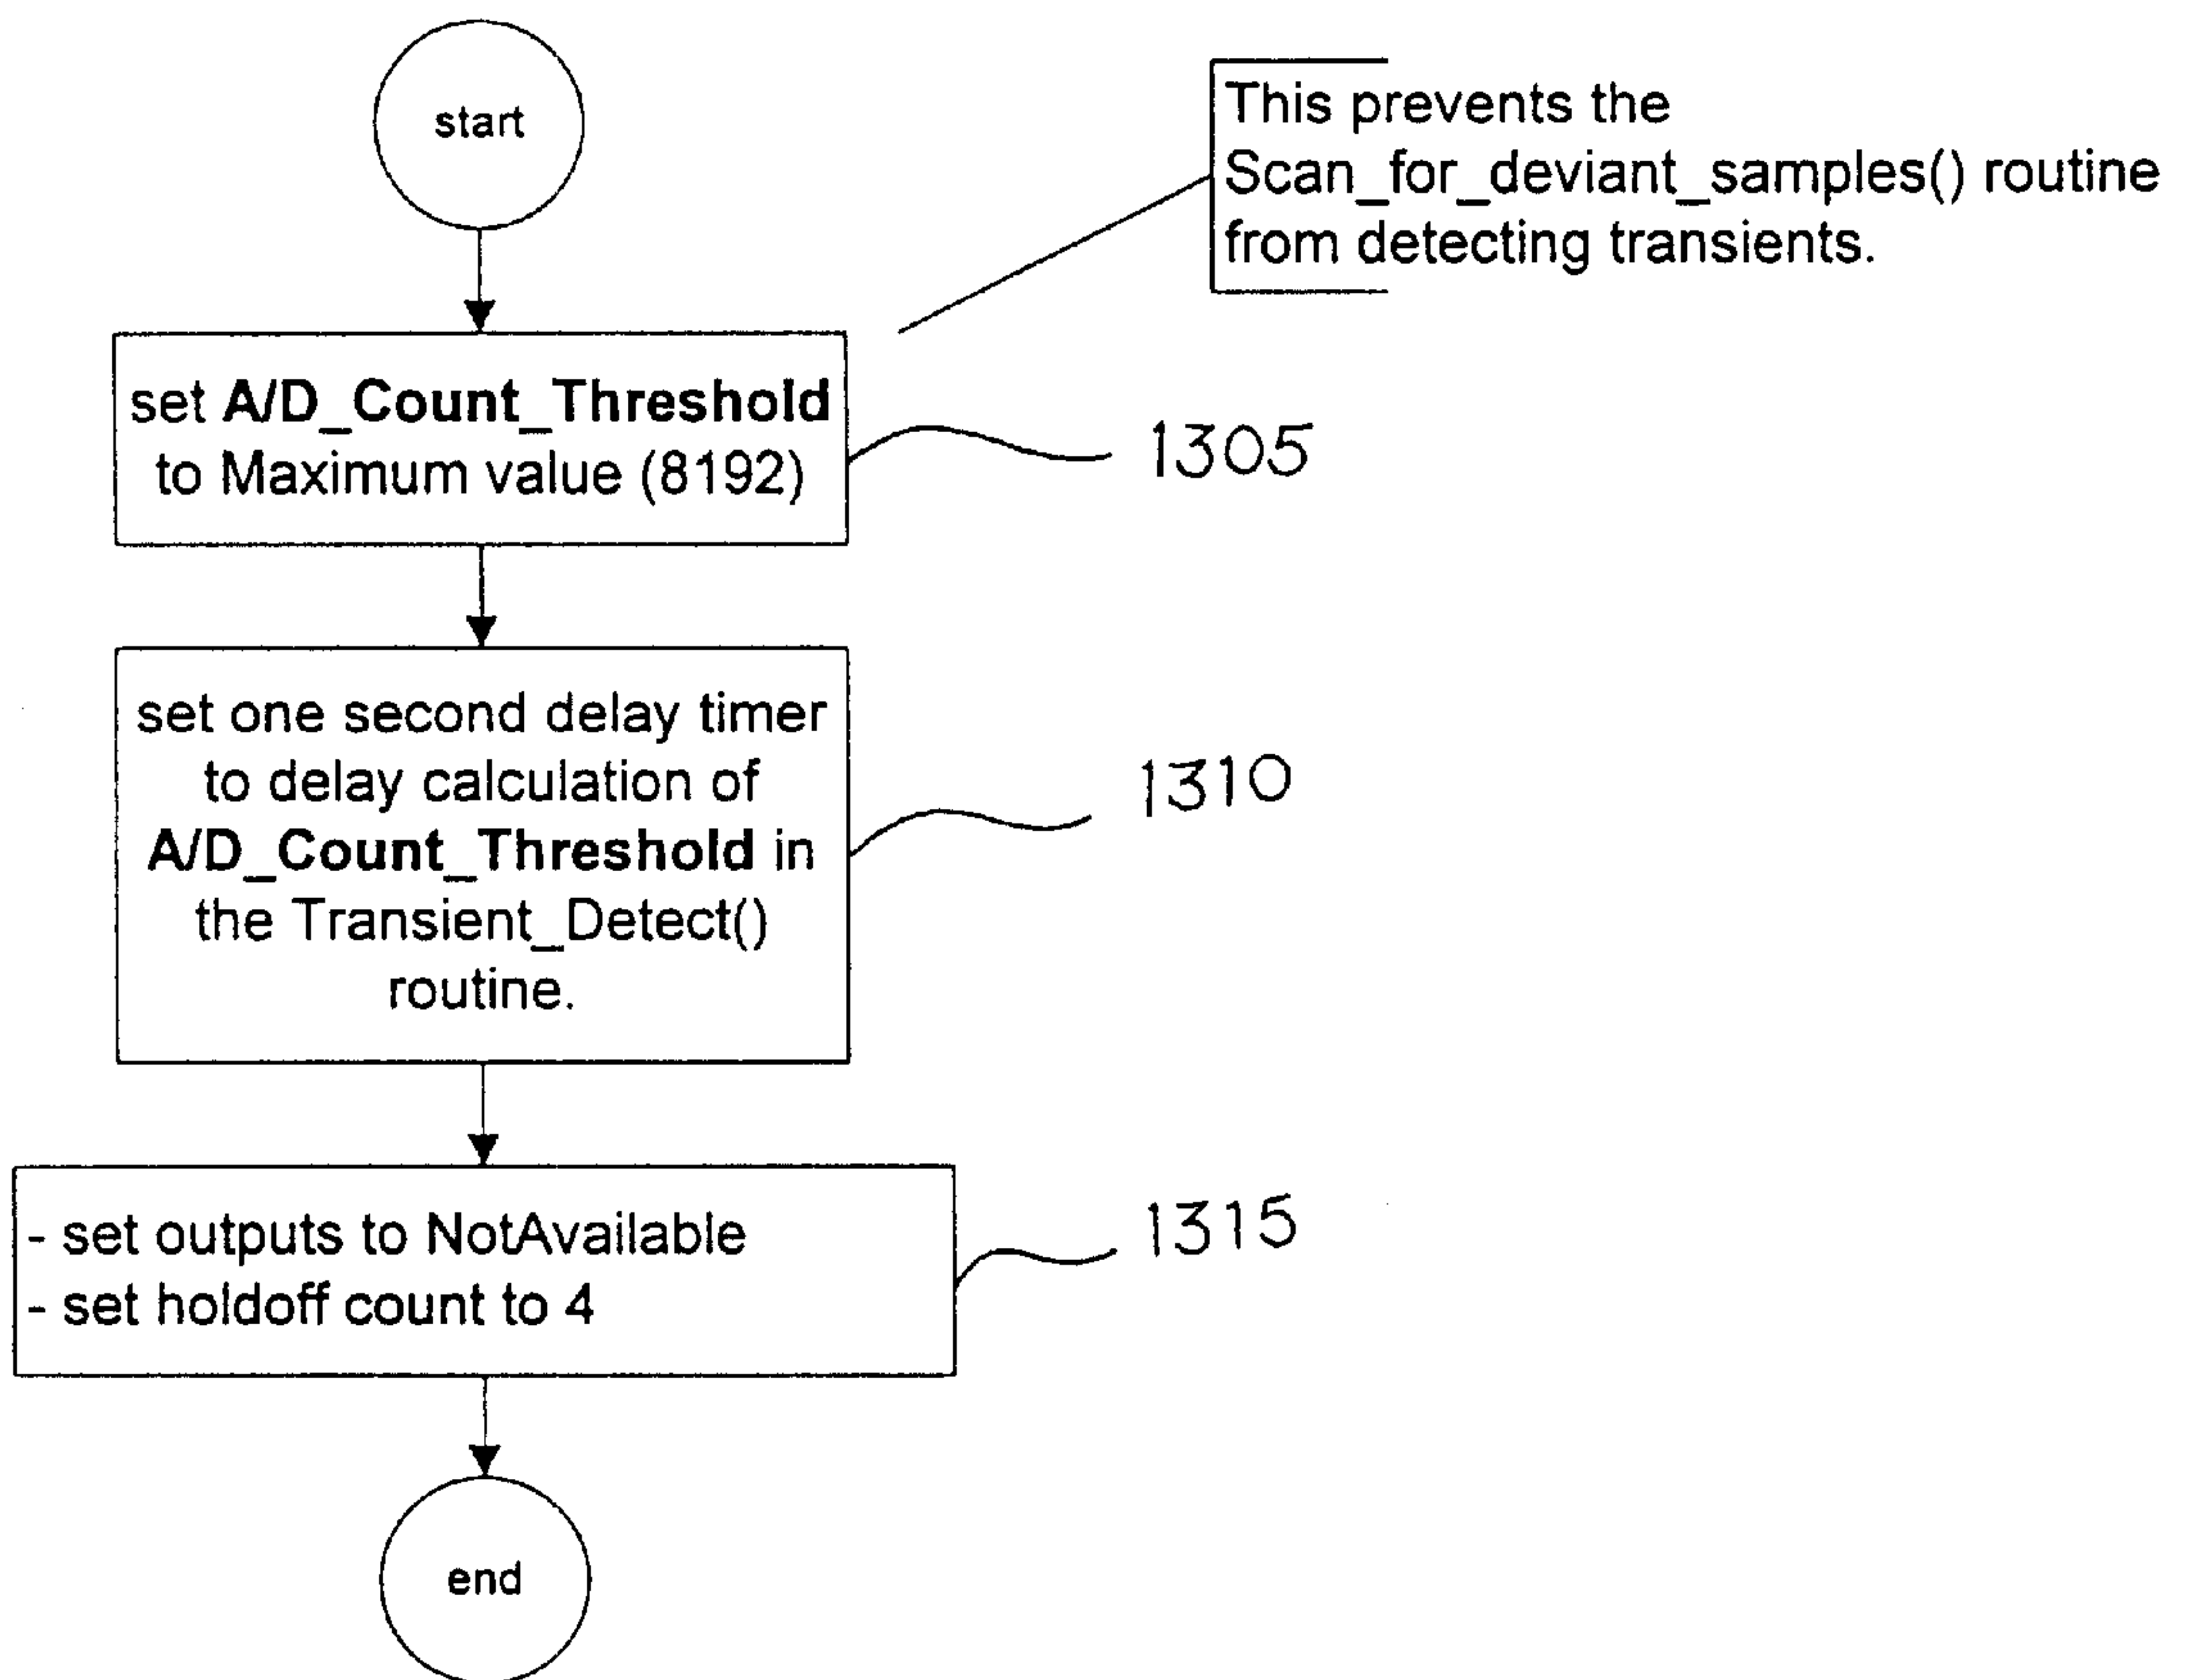 start
This prevents the
Scan_for_deviant_samples() routine
from detecting transients.
set A/D_Count_Threshold
to Maximum value (8192)
1305
set one second delay timer
to delay calculation of
A/D_Count_Threshold in
the Transient_Detect()
routine.
1310
- set outputs to NotAvailable
- set holdoff count to 4
1315
end